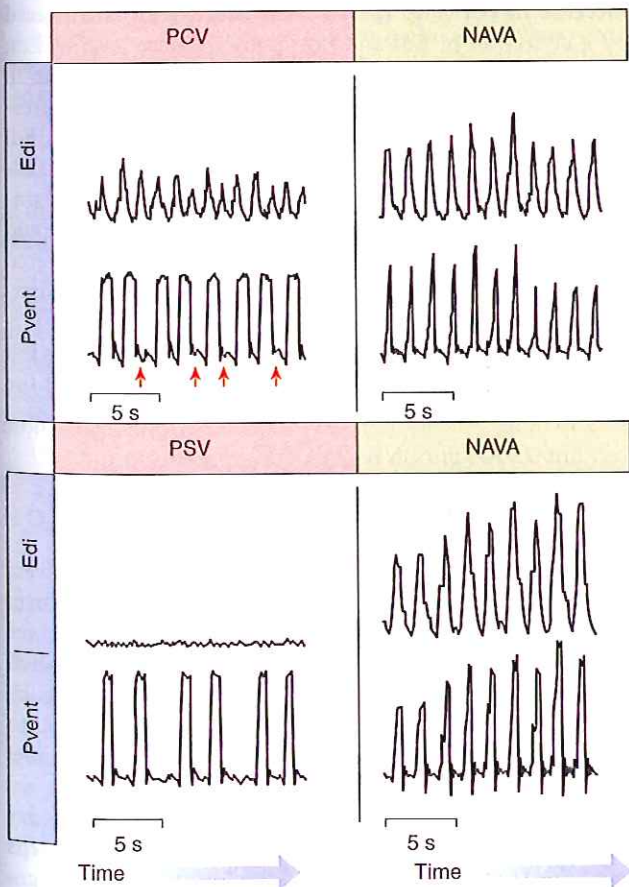 PCV NAVA
Edi
Pvent
5 s 5 s
PSV NAVA
Edi
Pvent
5 s 5 s
Time Time